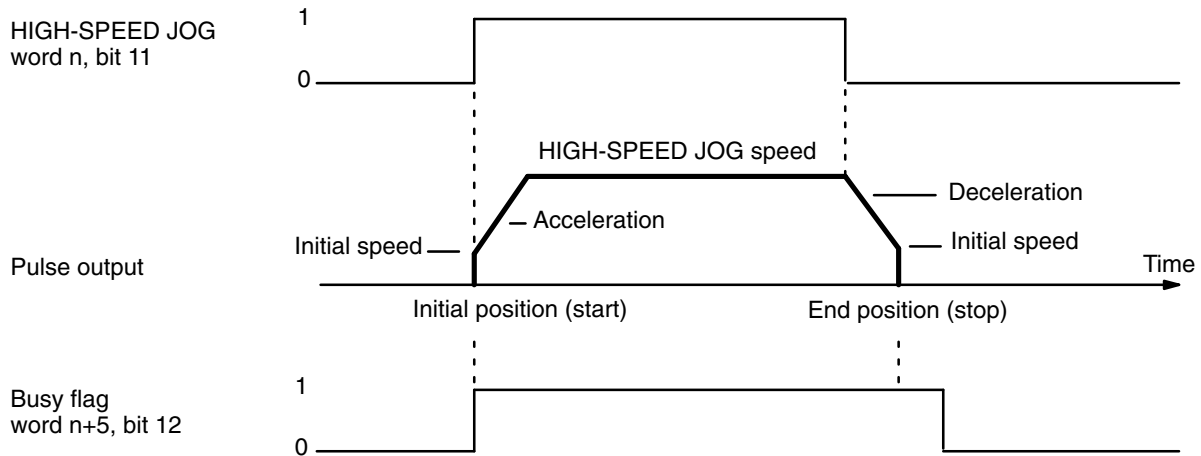 HIGH-SPEED JOG
word n, bit 11
1
0
HIGH-SPEED JOG speed
Acceleration
Deceleration
Initial speed
Initial speed
Pulse output
Time
Initial position (start)
End position (stop)
Busy flag
word n+5, bit 12
1
0